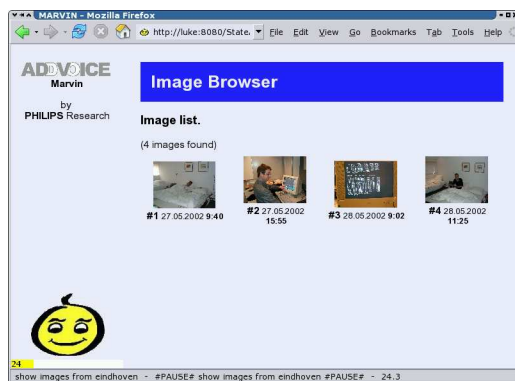 MARVIN - Mozilla Firefox
http://luke:8080/State. File Edit View Go Bookmarks Tab Tools Help
ADDVOICE
Marvin
by
PHILIPS Research
Image Browser
Image list.
(4 images found)
#1 27.05.2002 9:40
#2 27.05.2002
15:55
#3 28.05.2002 9:02
#4 28.05.2002
11:25
24
show images from eindhoven - #PAUSE# show images from eindhoven #PAUSE# - 24.3